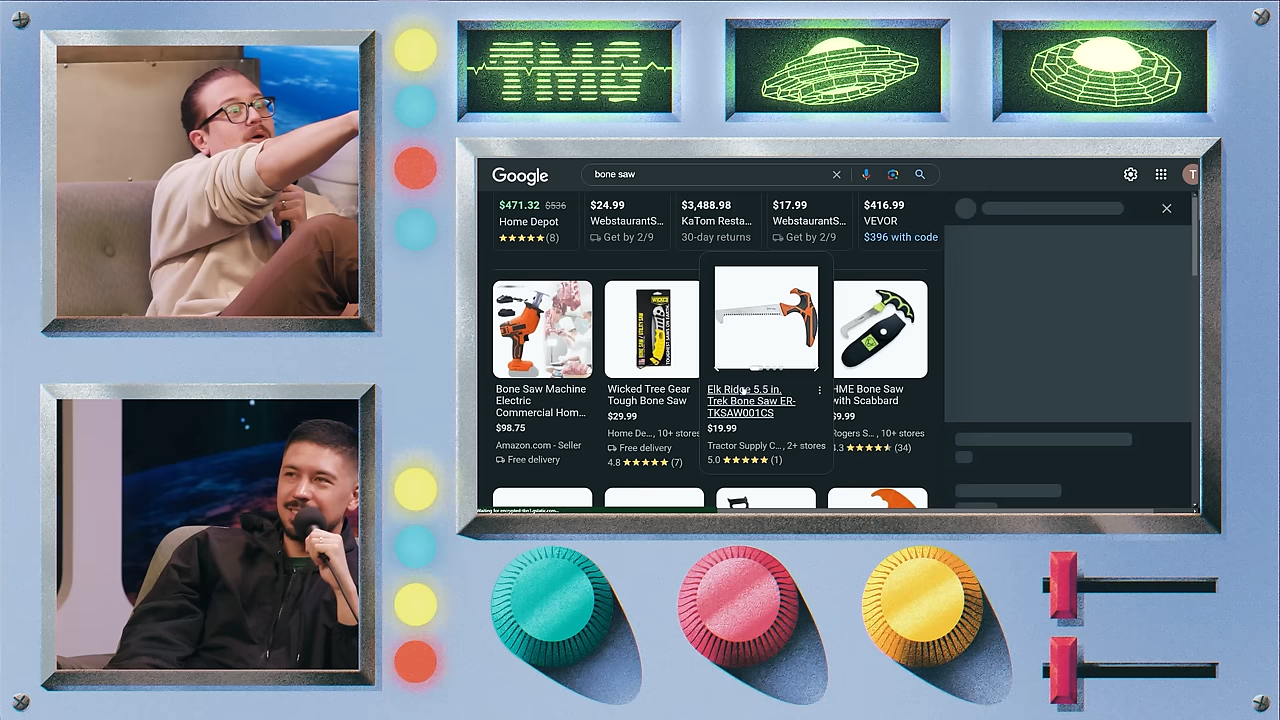 TMG
Google
bone saw
T
$471.32 $536
Home Depot
(8)
$24.99
WebstaurantS...
Get by 2/9
$3,488.98
KaTom Resta...
30-day returns
$17.99
WebstaurantS...
Get by 2/9
$416.99
VEVOR
$396 with code
Bone Saw Machine
Electric
Commercial Hom...
$98.75
Amazon.com - Seller
Free delivery
WICKED
Wicked Tree Gear
Tough Bone Saw
$29.99
Home De..., 10+ stores
Free delivery
4.8 (7)
Elk Ridge 5.5 in.
Trek Bone Saw ER-
TKSAW001CS
$19.99
Tractor Supply C..., 2+ stores
5.0 (1)
HME Bone Saw
with Scabbard
$9.99
Rogers S..., 10+ stores
4.3 (34)